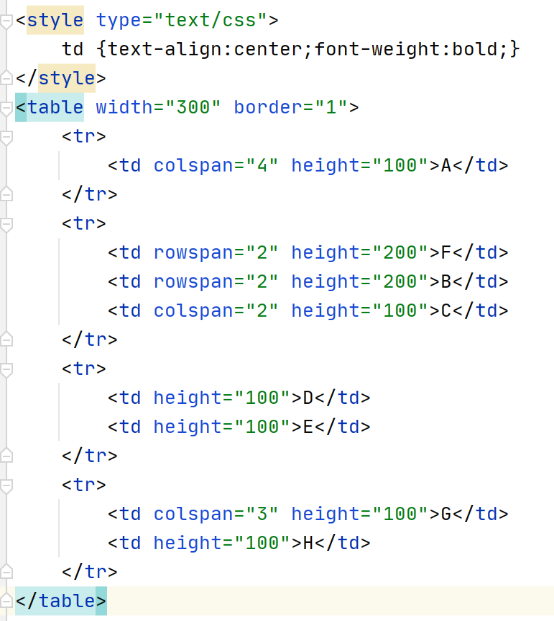 <style type="text/css">
    td {text-align:center;font-weight:bold;}
</style>
<table width="300" border="1">
    <tr>
        <td colspan="4" height="100">A</td>
    </tr>
    <tr>
        <td rowspan="2" height="200">F</td>
        <td rowspan="2" height="200">B</td>
        <td colspan="2" height="100">C</td>
    </tr>
    <tr>
        <td height="100">D</td>
        <td height="100">E</td>
    </tr>
    <tr>
        <td colspan="3" height="100">G</td>
        <td height="100">H</td>
    </tr>
</table>